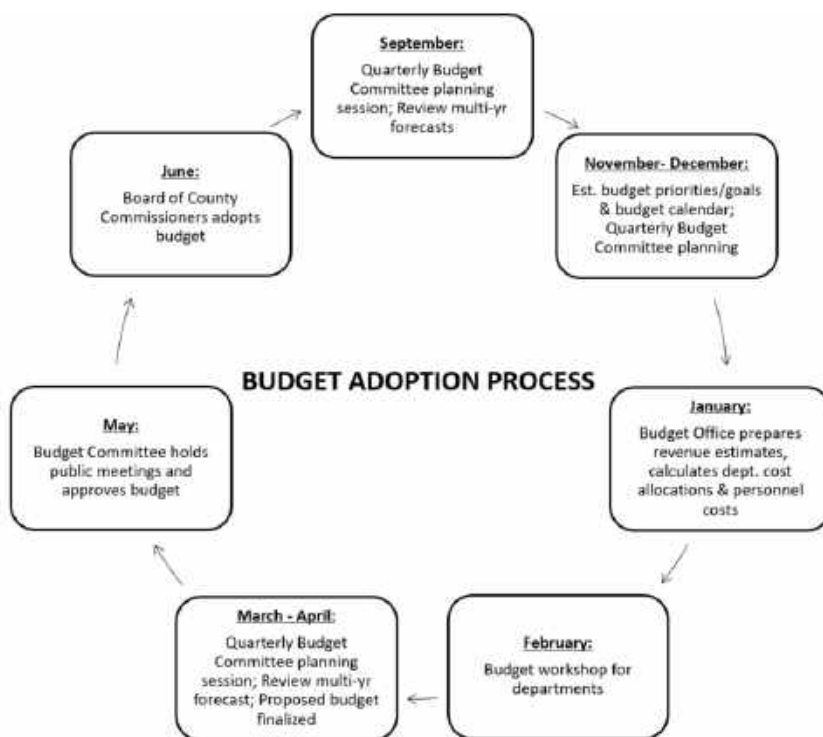 September:
Quarterly Budget
Committee planning
session; Review multi-yr
forecasts
November- December:
Est. budget priorities/goals
& budget calendar;
Quarterly Budget
Committee planning
January:
Budget Office prepares
revenue estimates,
calculates dept. cost
allocations & personnel
costs
February:
Budget workshop for
departments
March - April:
Quarterly Budget
Committee planning
session; Review multi-yr
forecast; Proposed budget
finalized
May:
Budget Committee holds
public meetings and
approves budget
June:
Board of County
Commissioners adopts
budget
BUDGET ADOPTION PROCESS